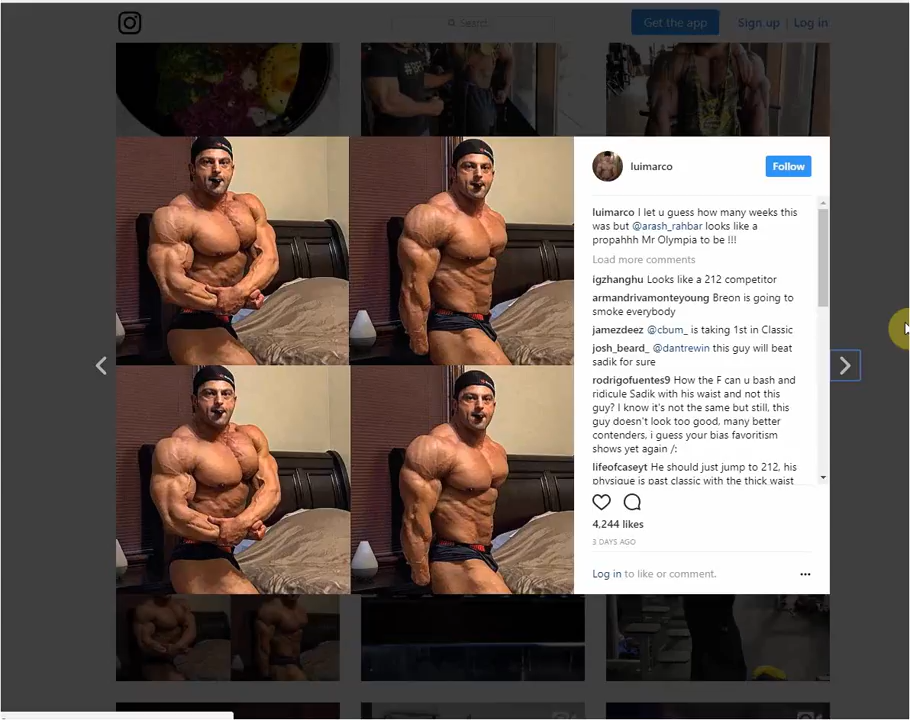 Search
Get the app
Sign up | Log in
luimarco
Follow
luimarco I let u guess how many weeks this
was but @arash_rahbar looks like a
propahhh Mr Olympia to be !!!
Load more comments
igzhanghu Looks like a 212 competitor
armandrivamonteyoung Breon is going to
smoke everybody
jamezdeez @cbum_ is taking 1st in Classic
josh_beard_ @dantrewin this guy will beat
sadik for sure
rodrigofuentes9 How the F can u bash and
ridicule Sadik with his waist and not this
guy? I know it's not the same but still, this
guy doesn't look too good, many better
contenders, i guess your bias favoritism
shows yet again /:
lifeofcaseyt He should just jump to 212, his
physique is past classic with the thick waist
4,244 likes
3 DAYS AGO
Log in to like or comment.